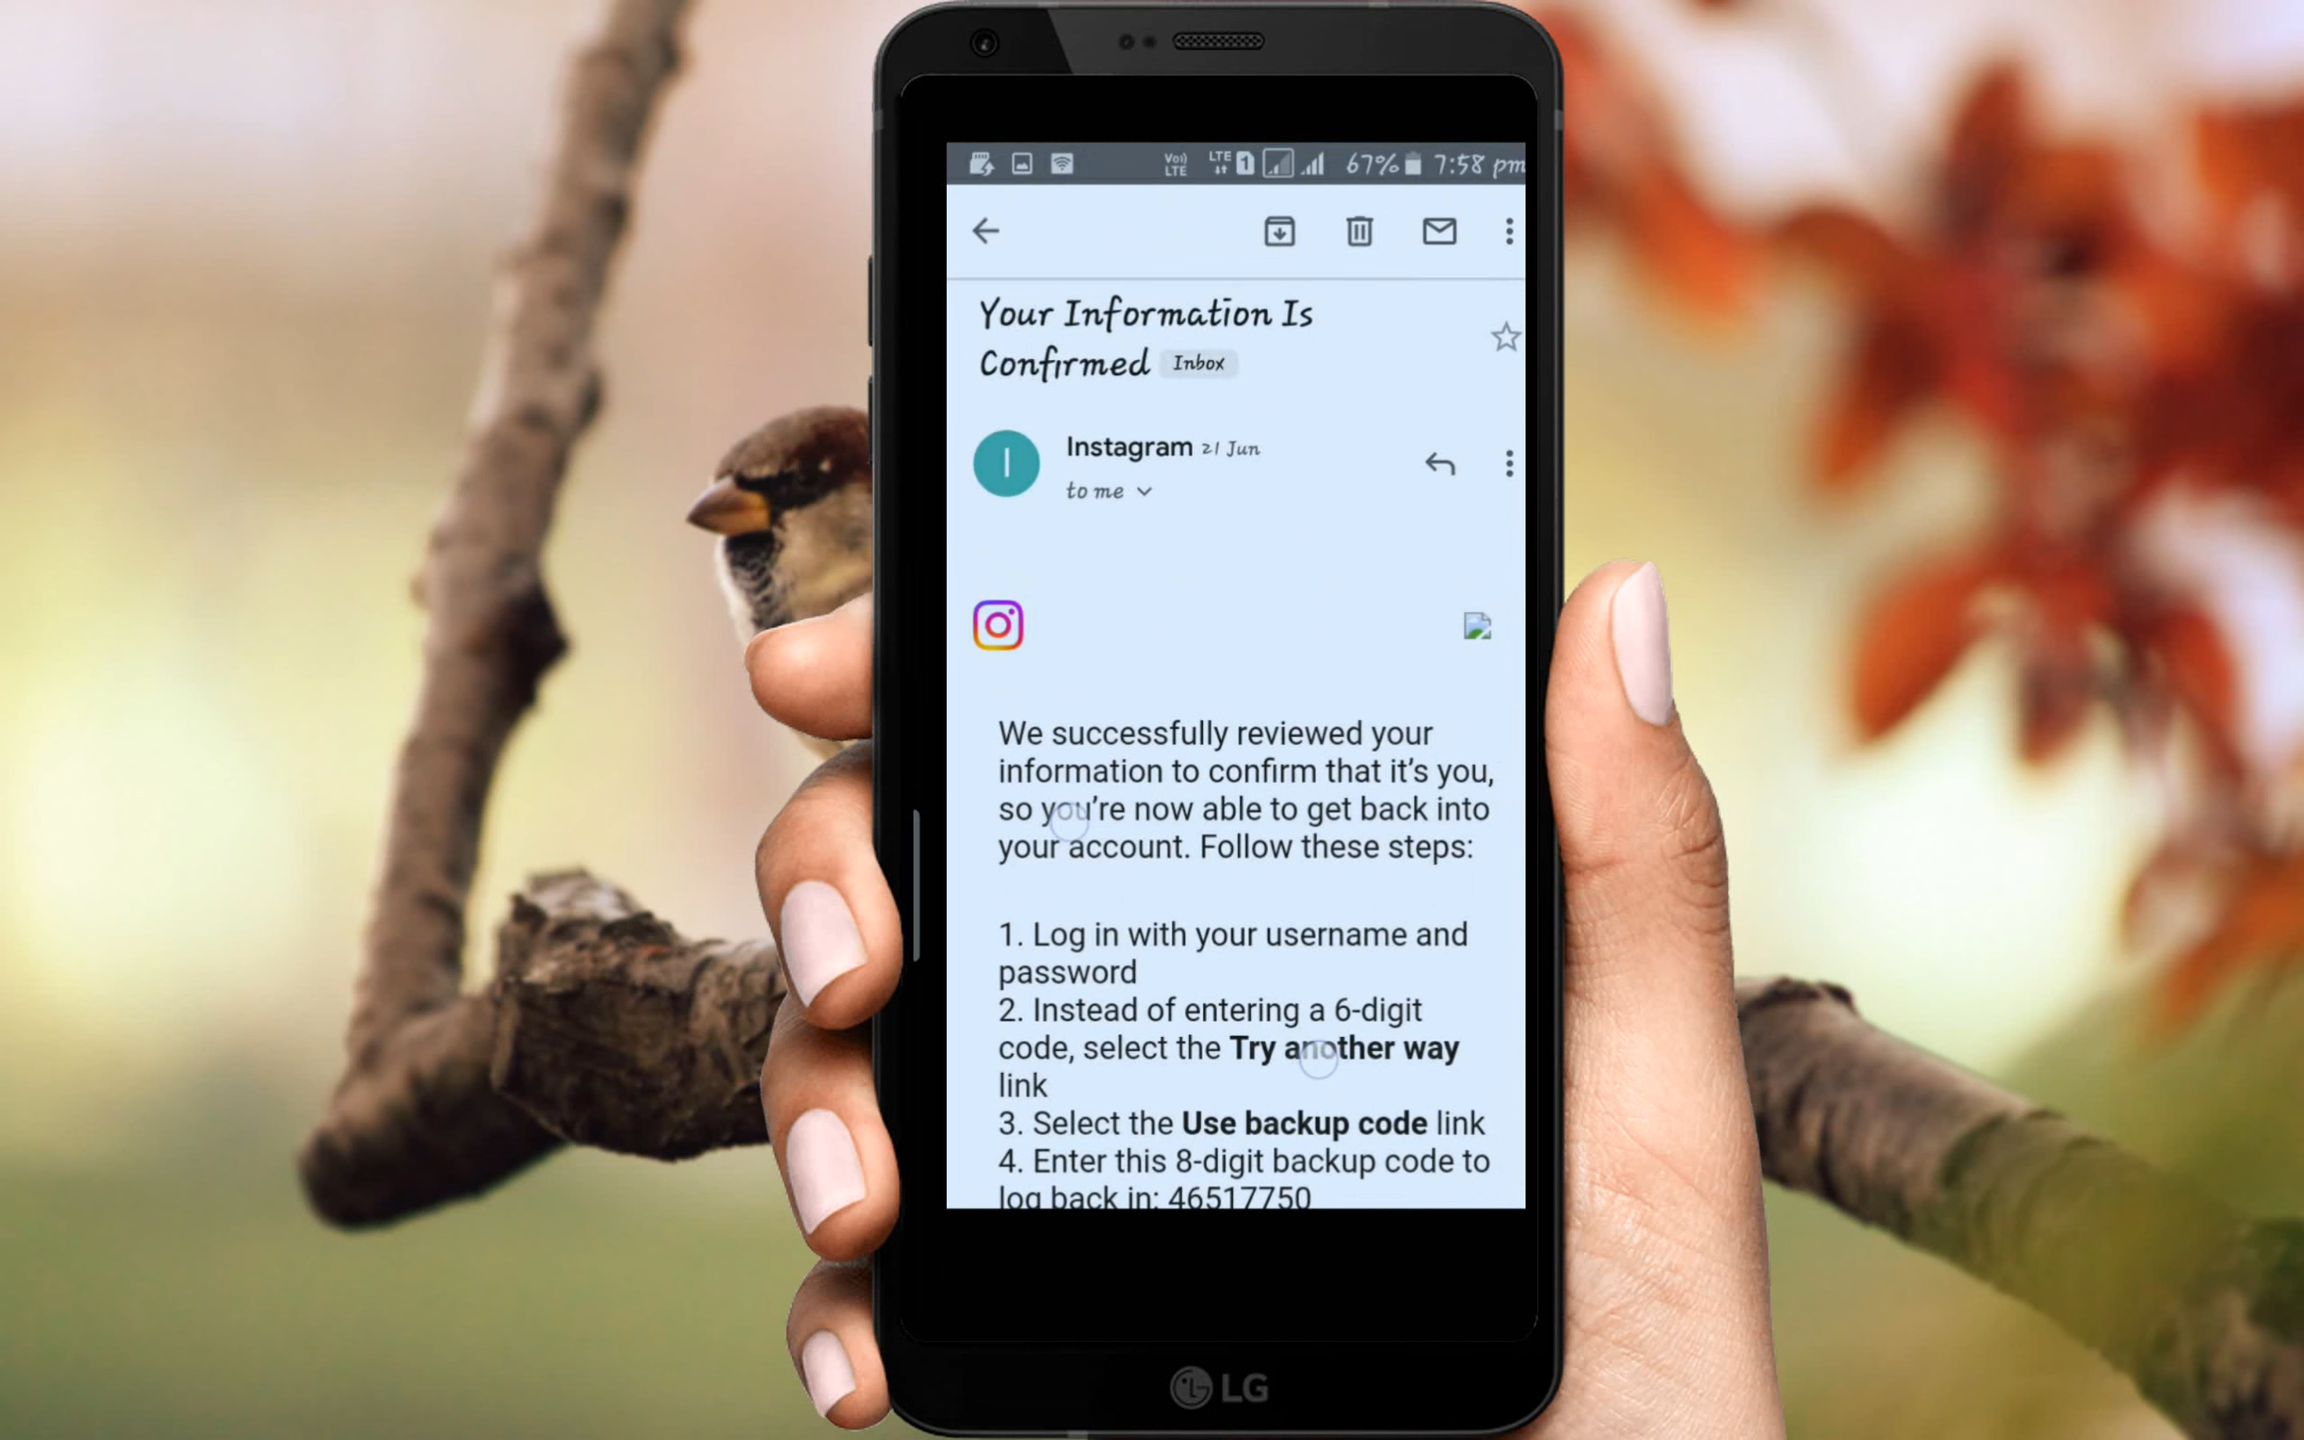 Voi) LTE LTE 1 67% 7:58 pm
Your Information Is
Confirmed Inbox
I
Instagram 21 Jun
to me
We successfully reviewed your
information to confirm that it's you,
so you're now able to get back into
your account. Follow these steps:
1. Log in with your username and
password
2. Instead of entering a 6-digit
code, select the Try another way
link
3. Select the Use backup code link
4. Enter this 8-digit backup code to
log back in: 46517750
LG